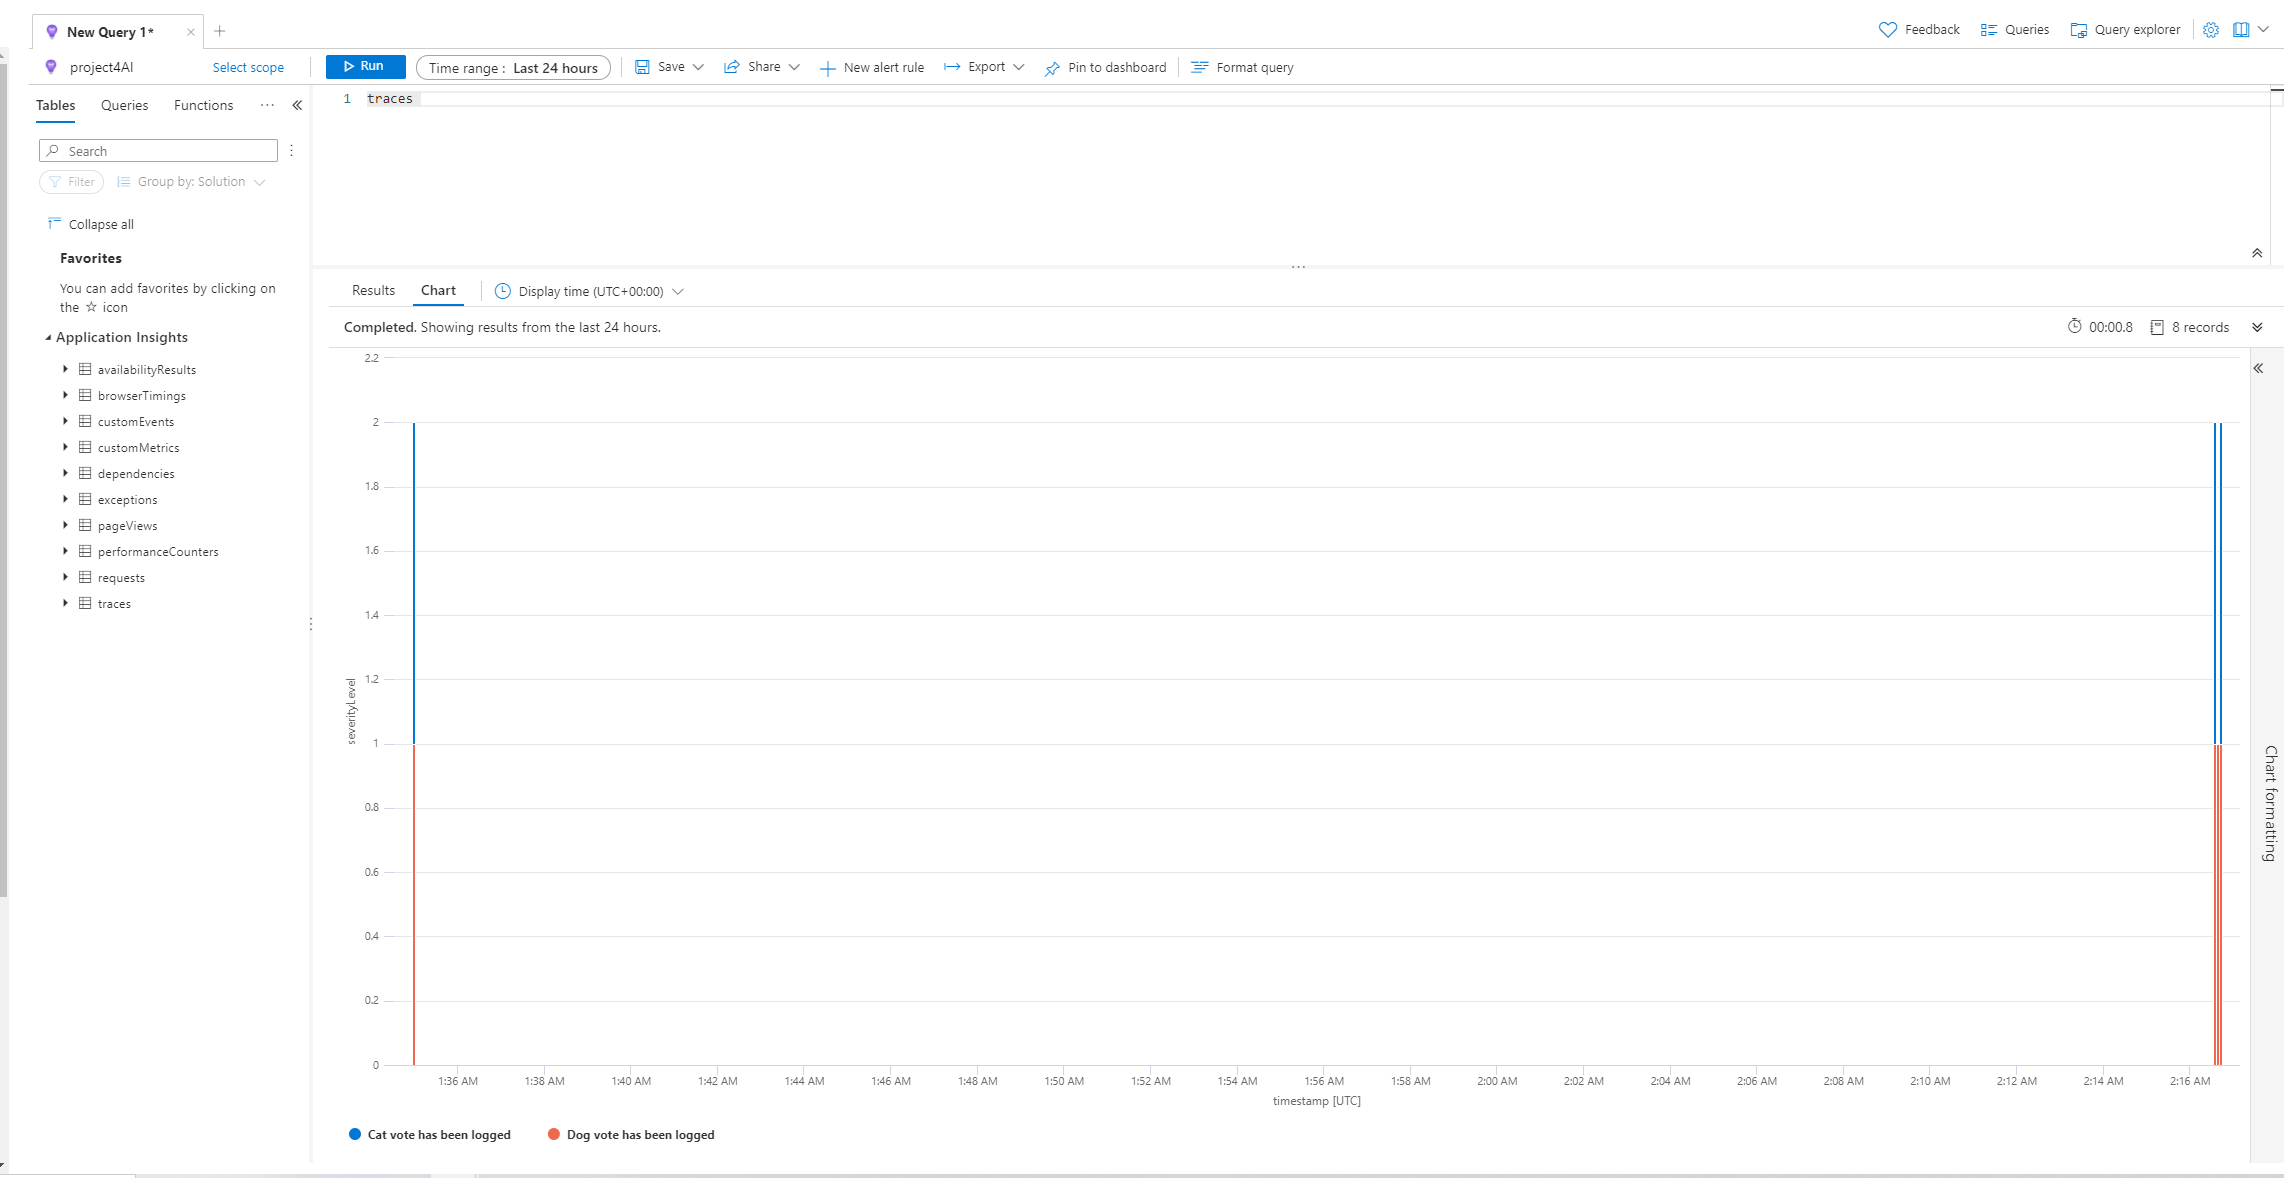 New Query 1*
Feedback
Queries
Query explorer
project4AI
Select scope
Run
Time range : Last 24 hours
Save
Share
New alert rule
Export
Pin to dashboard
Format query
Tables
Queries
Functions
1 traces
Search
Filter
Group by: Solution
Collapse all
Favorites
You can add favorites by clicking on
the ☆ icon
Application Insights
availabilityResults
browserTimings
customEvents
customMetrics
dependencies
exceptions
pageViews
performanceCounters
requests
traces
Results
Chart
Display time (UTC+00:00)
Completed. Showing results from the last 24 hours.
00:00.8
8 records
2.2
2
1.8
1.6
1.4
1.2
1
0.8
0.6
0.4
0.2
0
severityLevel
1:36 AM
1:38 AM
1:40 AM
1:42 AM
1:44 AM
1:46 AM
1:48 AM
1:50 AM
1:52 AM
1:54 AM
1:56 AM
1:58 AM
2:00 AM
2:02 AM
2:04 AM
2:06 AM
2:08 AM
2:10 AM
2:12 AM
2:14 AM
2:16 AM
timestamp [UTC]
Cat vote has been logged
Dog vote has been logged
Chart formatting